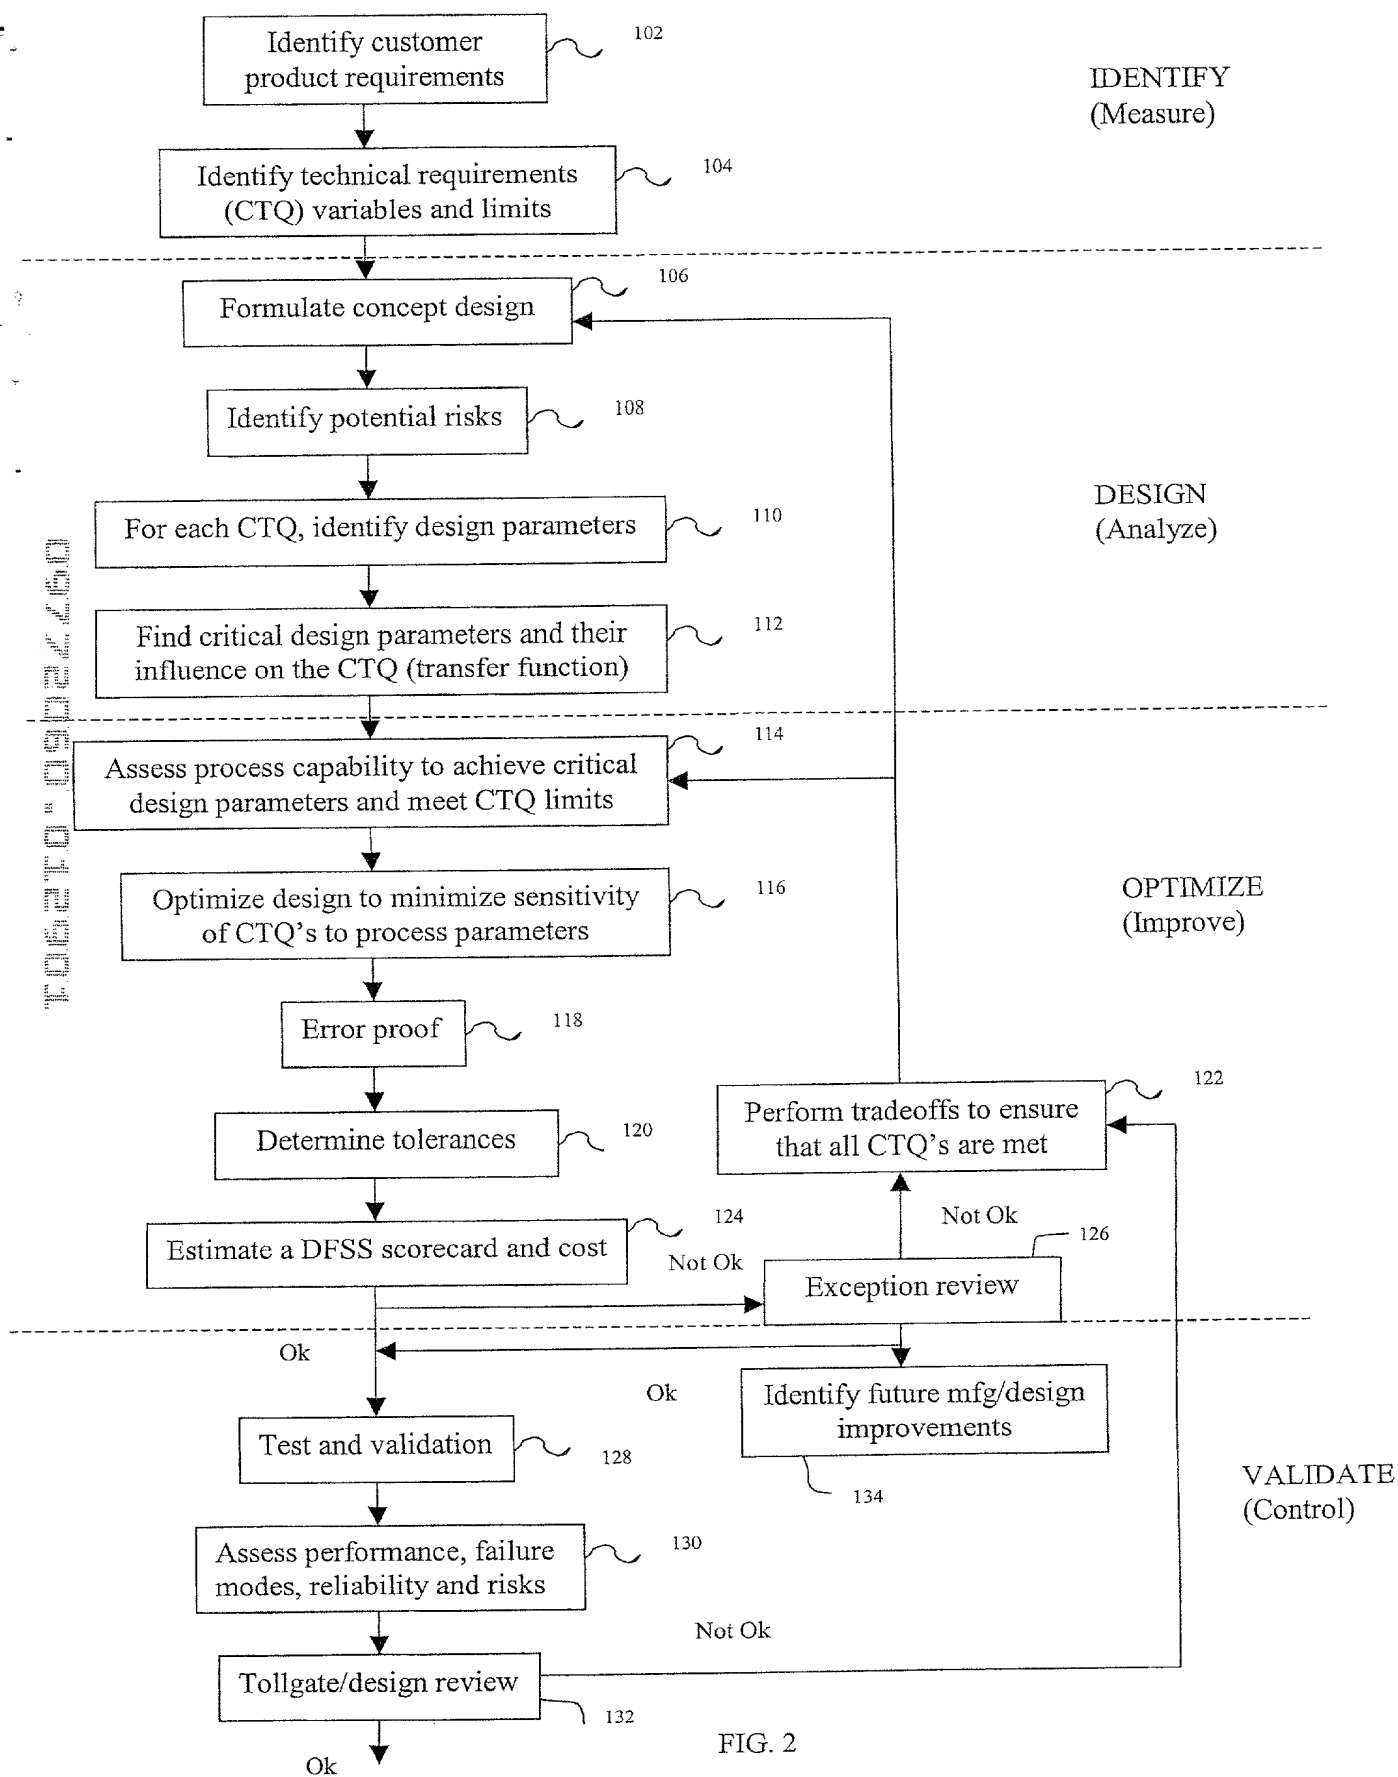 Identify customer
product requirements
102
IDENTIFY
(Measure)
Identify technical requirements
(CTQ) variables and limits
104
Formulate concept design
106
Identify potential risks
108
For each CTQ, identify design parameters
110
DESIGN
(Analyze)
Find critical design parameters and their
influence on the CTQ (transfer function)
112
Assess process capability to achieve critical
design parameters and meet CTQ limits
114
Optimize design to minimize sensitivity
of CTQ's to process parameters
116
OPTIMIZE
(Improve)
Error proof
118
Perform tradeoffs to ensure
that all CTQ's are met
122
Determine tolerances
120
Not Ok
Estimate a DFSS scorecard and cost
124
Not Ok
Exception review
126
Ok
Ok
Identify future mfg/design
improvements
134
Test and validation
128
VALIDATE
(Control)
Assess performance, failure
modes, reliability and risks
130
Not Ok
Tollgate/design review
132
Ok
FIG. 2